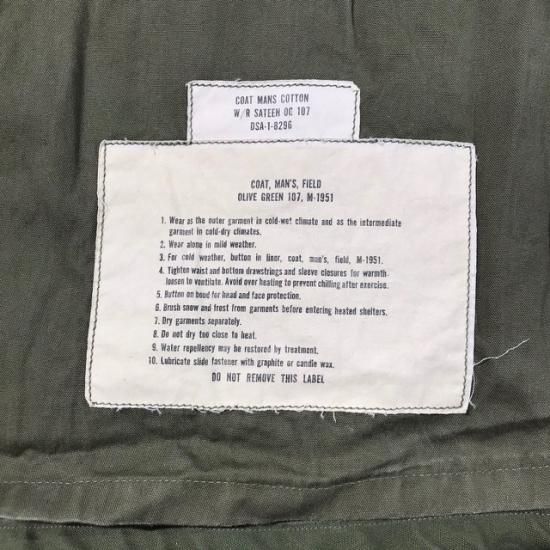 COAT MANS COTTON
W/R SATEEN OG 107
DSA-1-8296
COAT, MAN'S, FIELD
OLIVE GREEN 107, M-1951
1. Wear as the outer garment in cold-wet climate and as the intermediate
garment in cold-dry climates.
2. Wear alone in mild weather.
3. For cold weather, button in liner, coat, man's, field, M-1951.
4. Tighten waist and bottom drawstrings and sleeve closures for warmth-
loosen to ventilate. Avoid over heating to prevent chilling after exercise.
5. Button on hood for head and face protection.
6. Brush snow and frost from garments before entering heated shelters.
7. Dry garments separately.
8. Do not dry too close to heat.
9. Water repellency may be restored by treatment.
10. Lubricate slide fastener with graphite or candle wax.
DO NOT REMOVE THIS LABEL